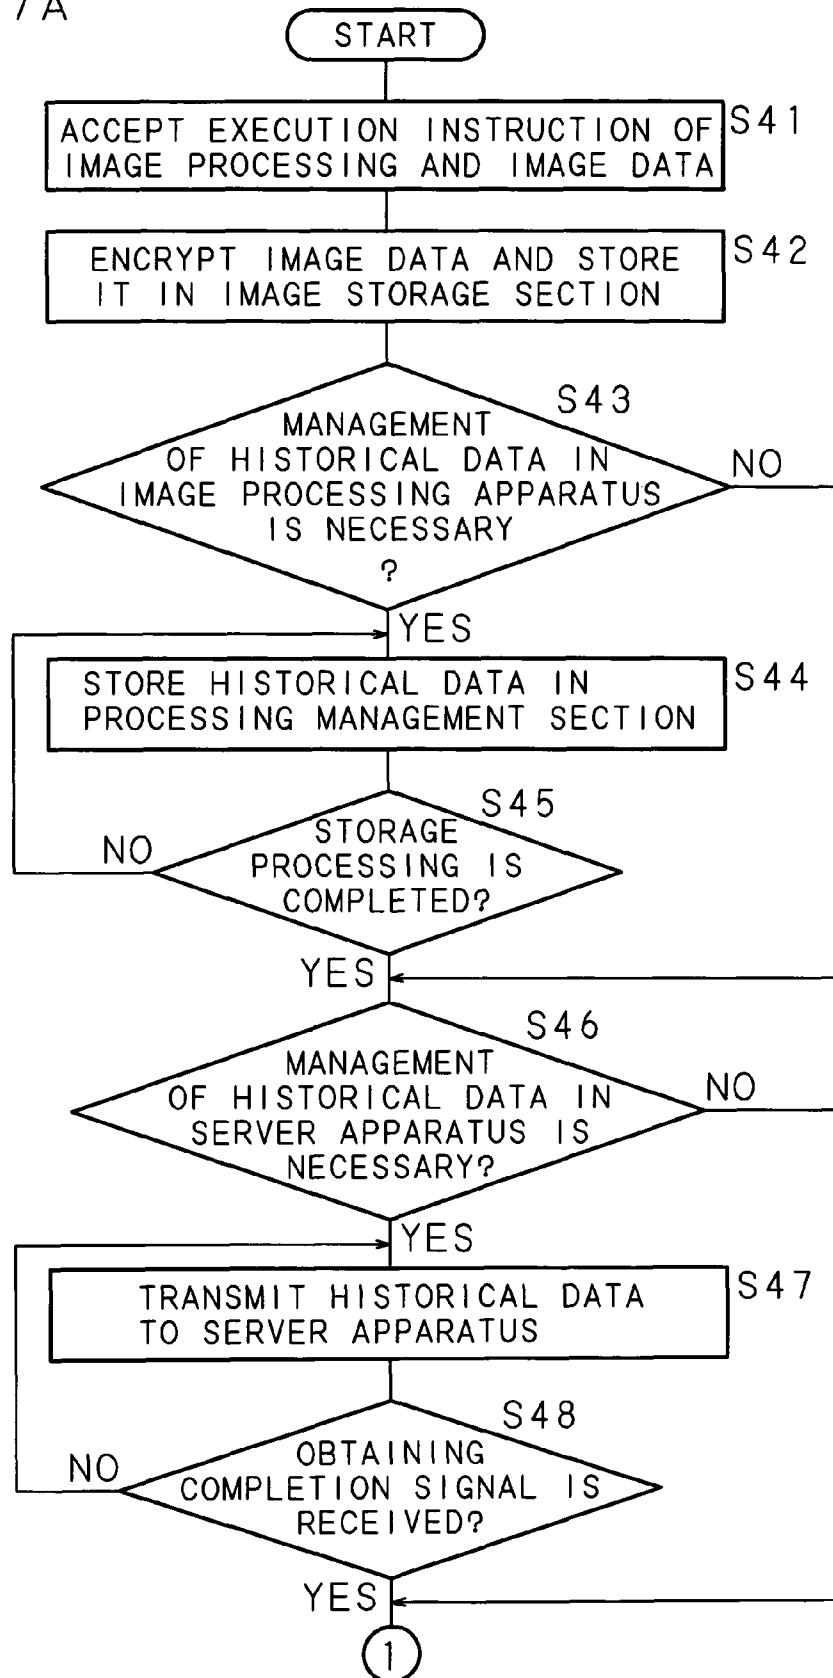 7A
START
S41
ACCEPT EXECUTION INSTRUCTION OF
IMAGE PROCESSING AND IMAGE DATA
S42
ENCRYPT IMAGE DATA AND STORE
IT IN IMAGE STORAGE SECTION
S43
MANAGEMENT
OF HISTORICAL DATA IN
IMAGE PROCESSING APPARATUS
IS NECESSARY
?
NO
YES
S44
STORE HISTORICAL DATA IN
PROCESSING MANAGEMENT SECTION
S45
STORAGE
PROCESSING IS
COMPLETED?
NO
YES
S46
MANAGEMENT
OF HISTORICAL DATA IN
SERVER APPARATUS IS
NECESSARY?
NO
YES
S47
TRANSMIT HISTORICAL DATA
TO SERVER APPARATUS
S48
OBTAINING
COMPLETION SIGNAL IS
RECEIVED?
NO
YES
1